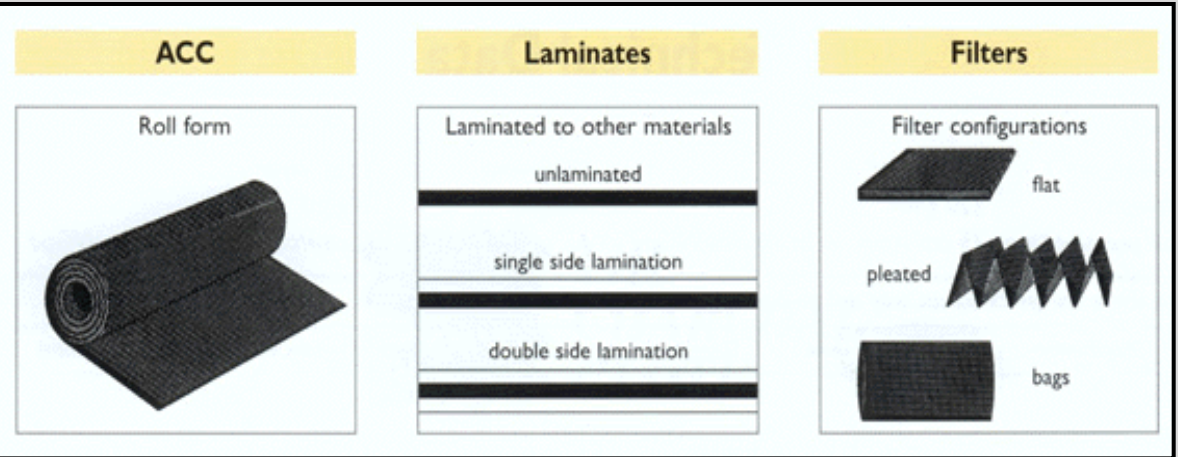 ACC
Roll form
Laminates
Laminated to other materials
unlaminated
single side lamination
double side lamination
Filters
Filter configurations
flat
pleated
bags